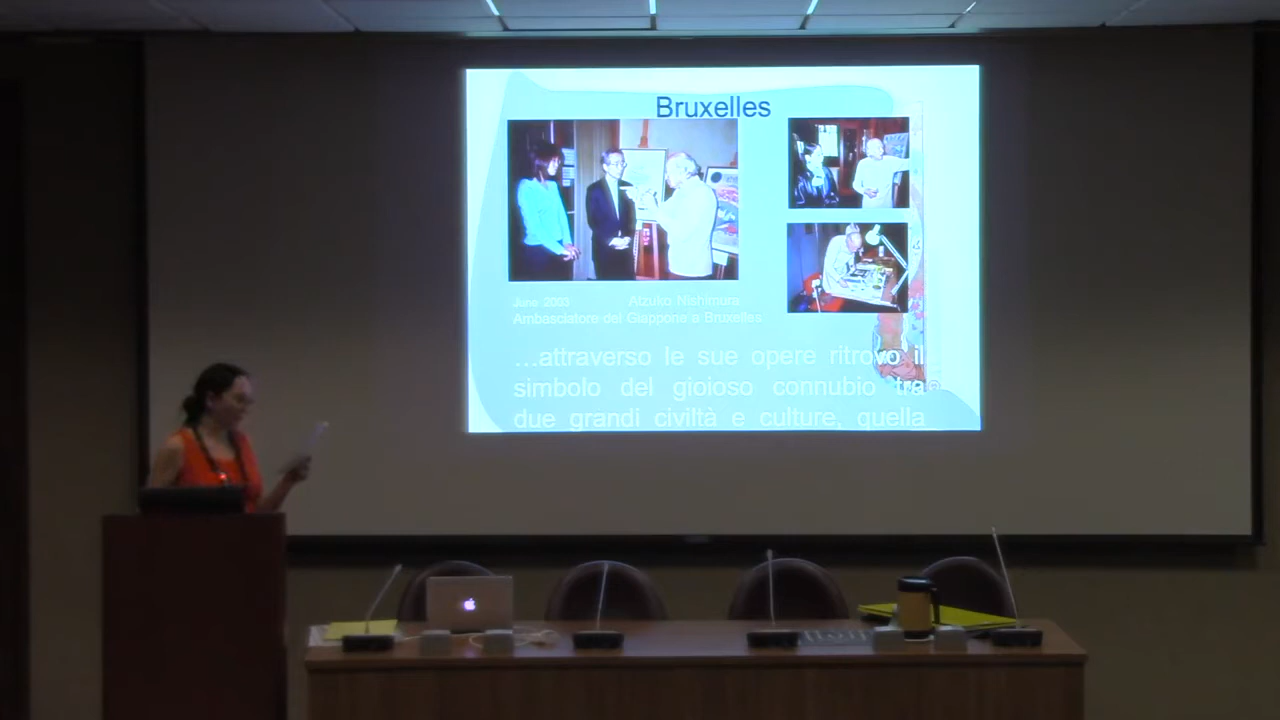 Bruxelles
June 2003 Aizuko Nishimura
Ambasciatore del Giappone a Bruxelles
...attraverso le sue opere ritrovo il
simbolo del gioioso connubio tra
due grandi civiltà e culture, quella